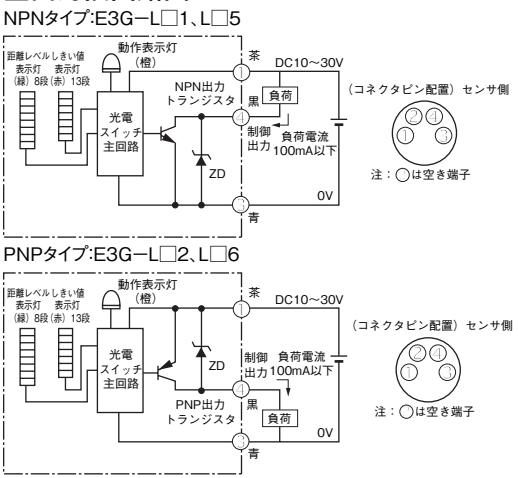 NPNタイプ:E3G-L□1、L□5
動作表示灯
(橙)
距離レベル しきい値
表示灯 表示灯
(緑) 8段 (赤) 13段
光電
スイッチ
主回路
NPN出力
トランジスタ
ZD
① 茶
DC10～30V
④ 黒
負荷
制御
出力
負荷電流
100mA以下
0V
③ 青
(コネクタピン配置) センサ側
②④
① ③
注:○は空き端子
PNPタイプ:E3G-L□2、L□6
動作表示灯
(橙)
距離レベル しきい値
表示灯 表示灯
(緑) 8段 (赤) 13段
光電
スイッチ
主回路
ZD
PNP出力
トランジスタ
① 茶
DC10～30V
制御
出力
負荷電流
100mA以下
④ 黒
負荷
0V
③ 青
(コネクタピン配置) センサ側
②④
① ③
注:○は空き端子